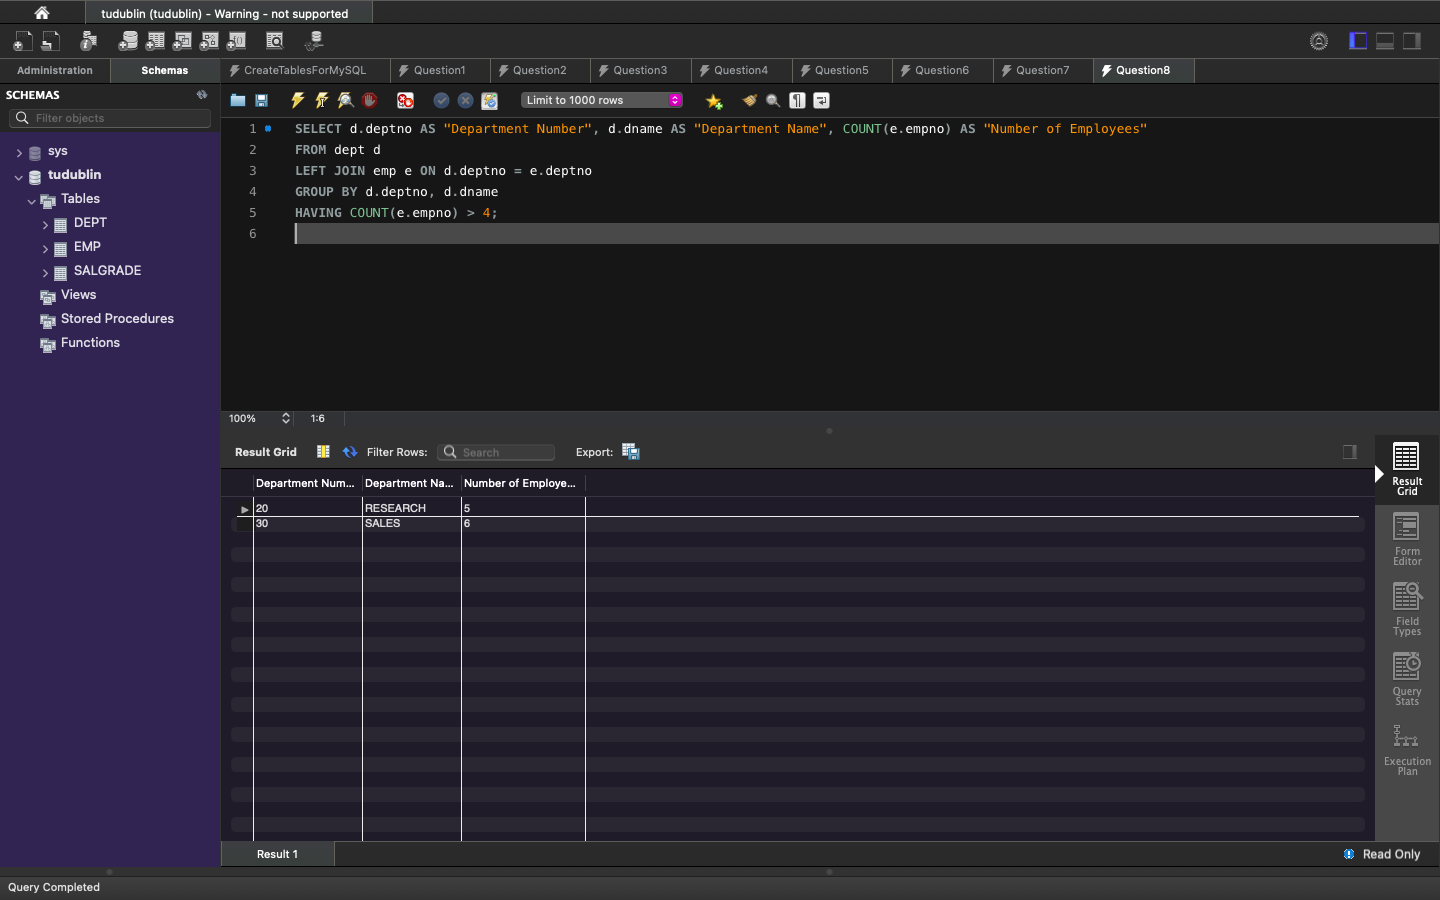 tudublin (tudublin) - Warning - not supported
Administration
Schemas
CreateTablesForMySQL
Question1
Question2
Question3
Question4
Question5
Question6
Question7
Question8
SCHEMAS
Filter objects
sys
tudublin
Tables
DEPT
EMP
SALGRADE
Views
Stored Procedures
Functions
Limit to 1000 rows
1 SELECT d.deptno AS "Department Number", d.dname AS "Department Name", COUNT(e.empno) AS "Number of Employees"
2 FROM dept d
3 LEFT JOIN emp e ON d.deptno = e.deptno
4 GROUP BY d.deptno, d.dname
5 HAVING COUNT(e.empno) > 4;
6
100% 1:6
Result Grid Filter Rows: Search Export:
Department Num... Department Na... Number of Employe...
20 RESEARCH 5
30 SALES 6
Result
Grid
Form
Editor
Field
Types
Query
Stats
Execution
Plan
Result 1
Read Only
Query Completed